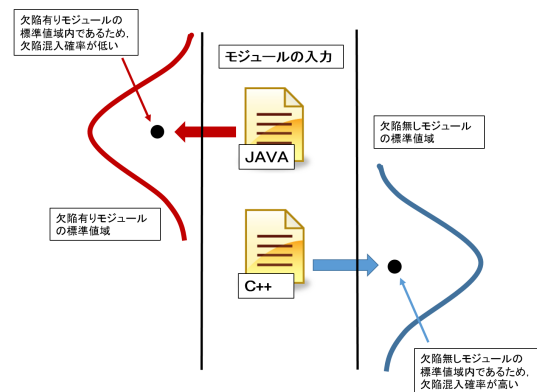 欠陥有りモジュールの
標準値域内であるため,
欠陥混入確率が低い
モジュールの入力
JAVA
欠陥無しモジュール
の標準値域
欠陥有りモジュール
の標準値域
C++
欠陥無しモジュールの
標準値域内であるため,
欠陥混入確率が高い